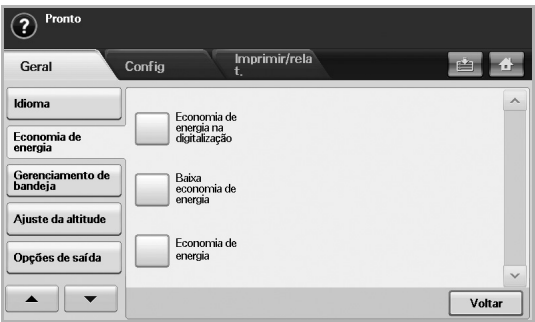 Pronto
Geral
Config
Imprimir/rela
t.
Idioma
Economia de
energia
Gerenciamento de
bandeja
Ajuste da altitude
Opções de saída
Economia de
energia na
digitalização
Baixa
economia de
energia
Economia de
energia
Voltar